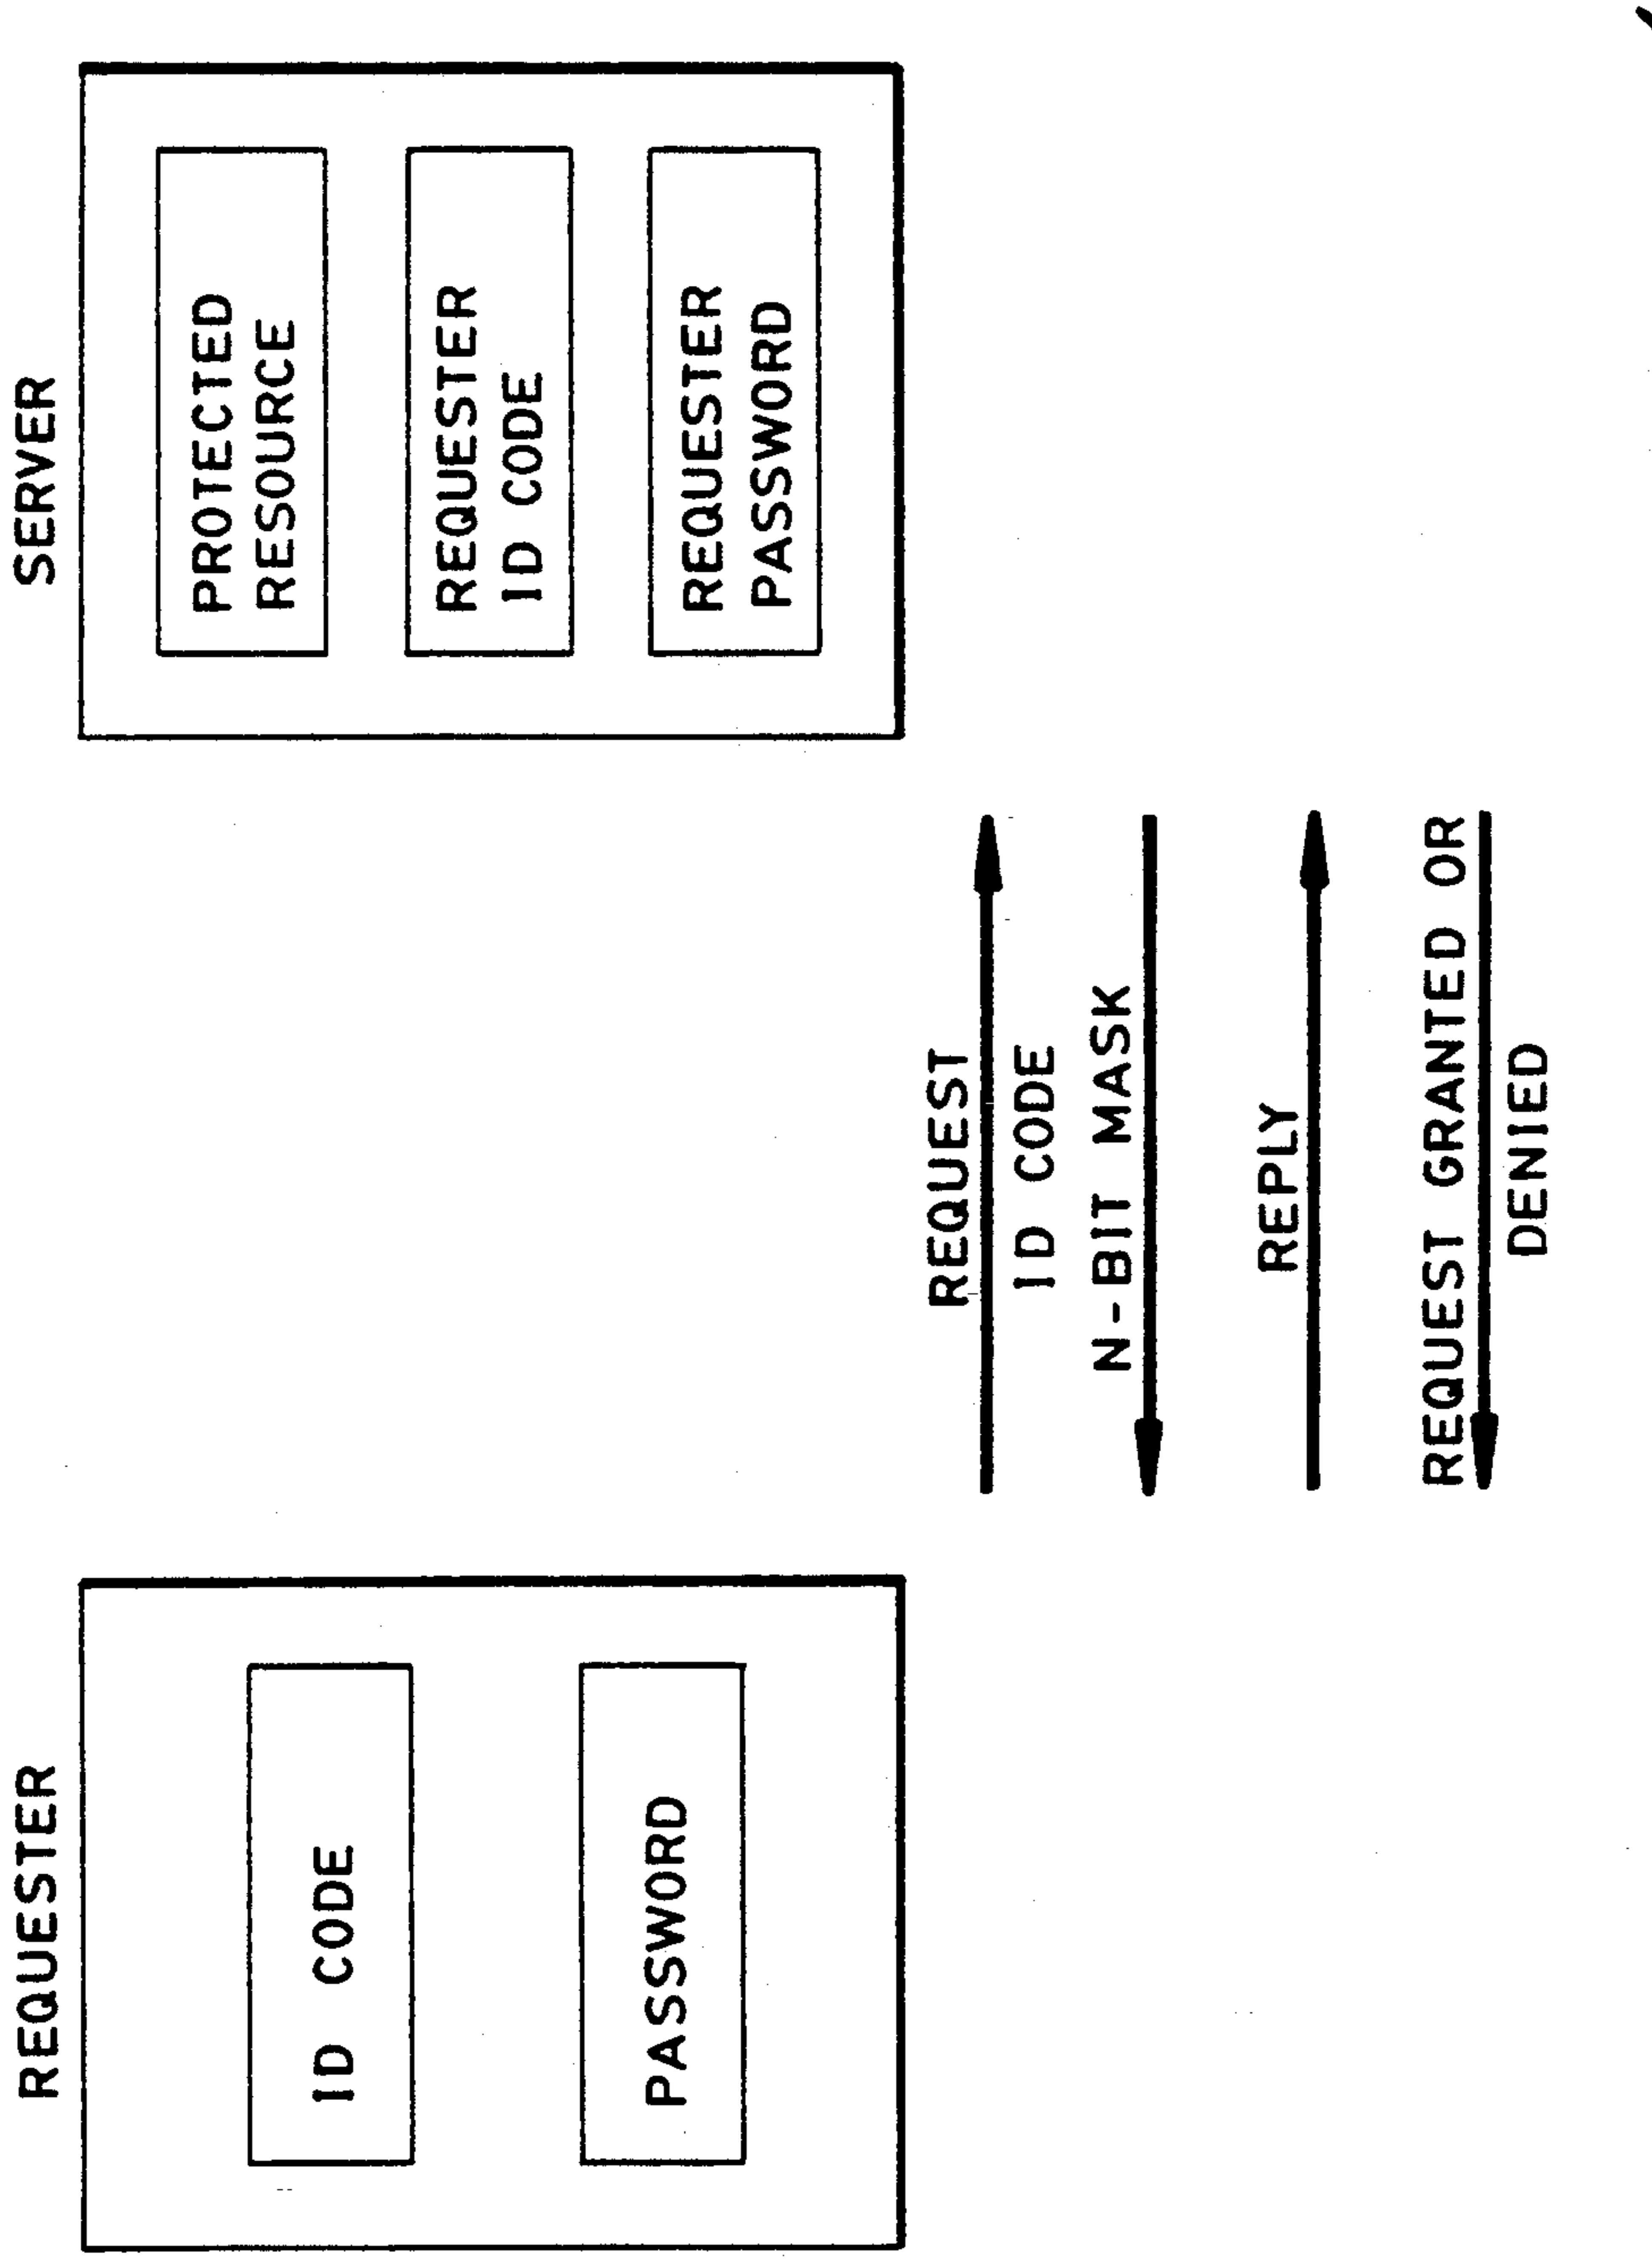 REQUESTER
ID CODE
PASSWORD
SERVER
PROTECTED
RESOURCE
REQUESTER
ID CODE
REQUESTER
PASSWORD
REQUEST
ID CODE
N-BIT MASK
REPLY
REQUEST GRANTED OR
DENIED